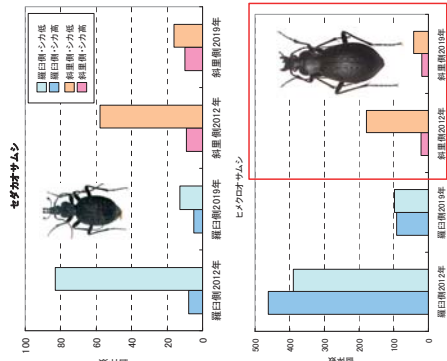 セダカオサムシ
100
80
60
40
20
0
羅臼側・シカ低
羅臼側・シカ高
斜里側・シカ低
斜里側・シカ高
羅臼側2012年
羅臼側2019年
斜里側2012年
斜里側2019年
ヒメクロオサムシ
500
400
300
200
100
0
羅臼側2012年
羅臼側2019年
斜里側2012年
斜里側2019年